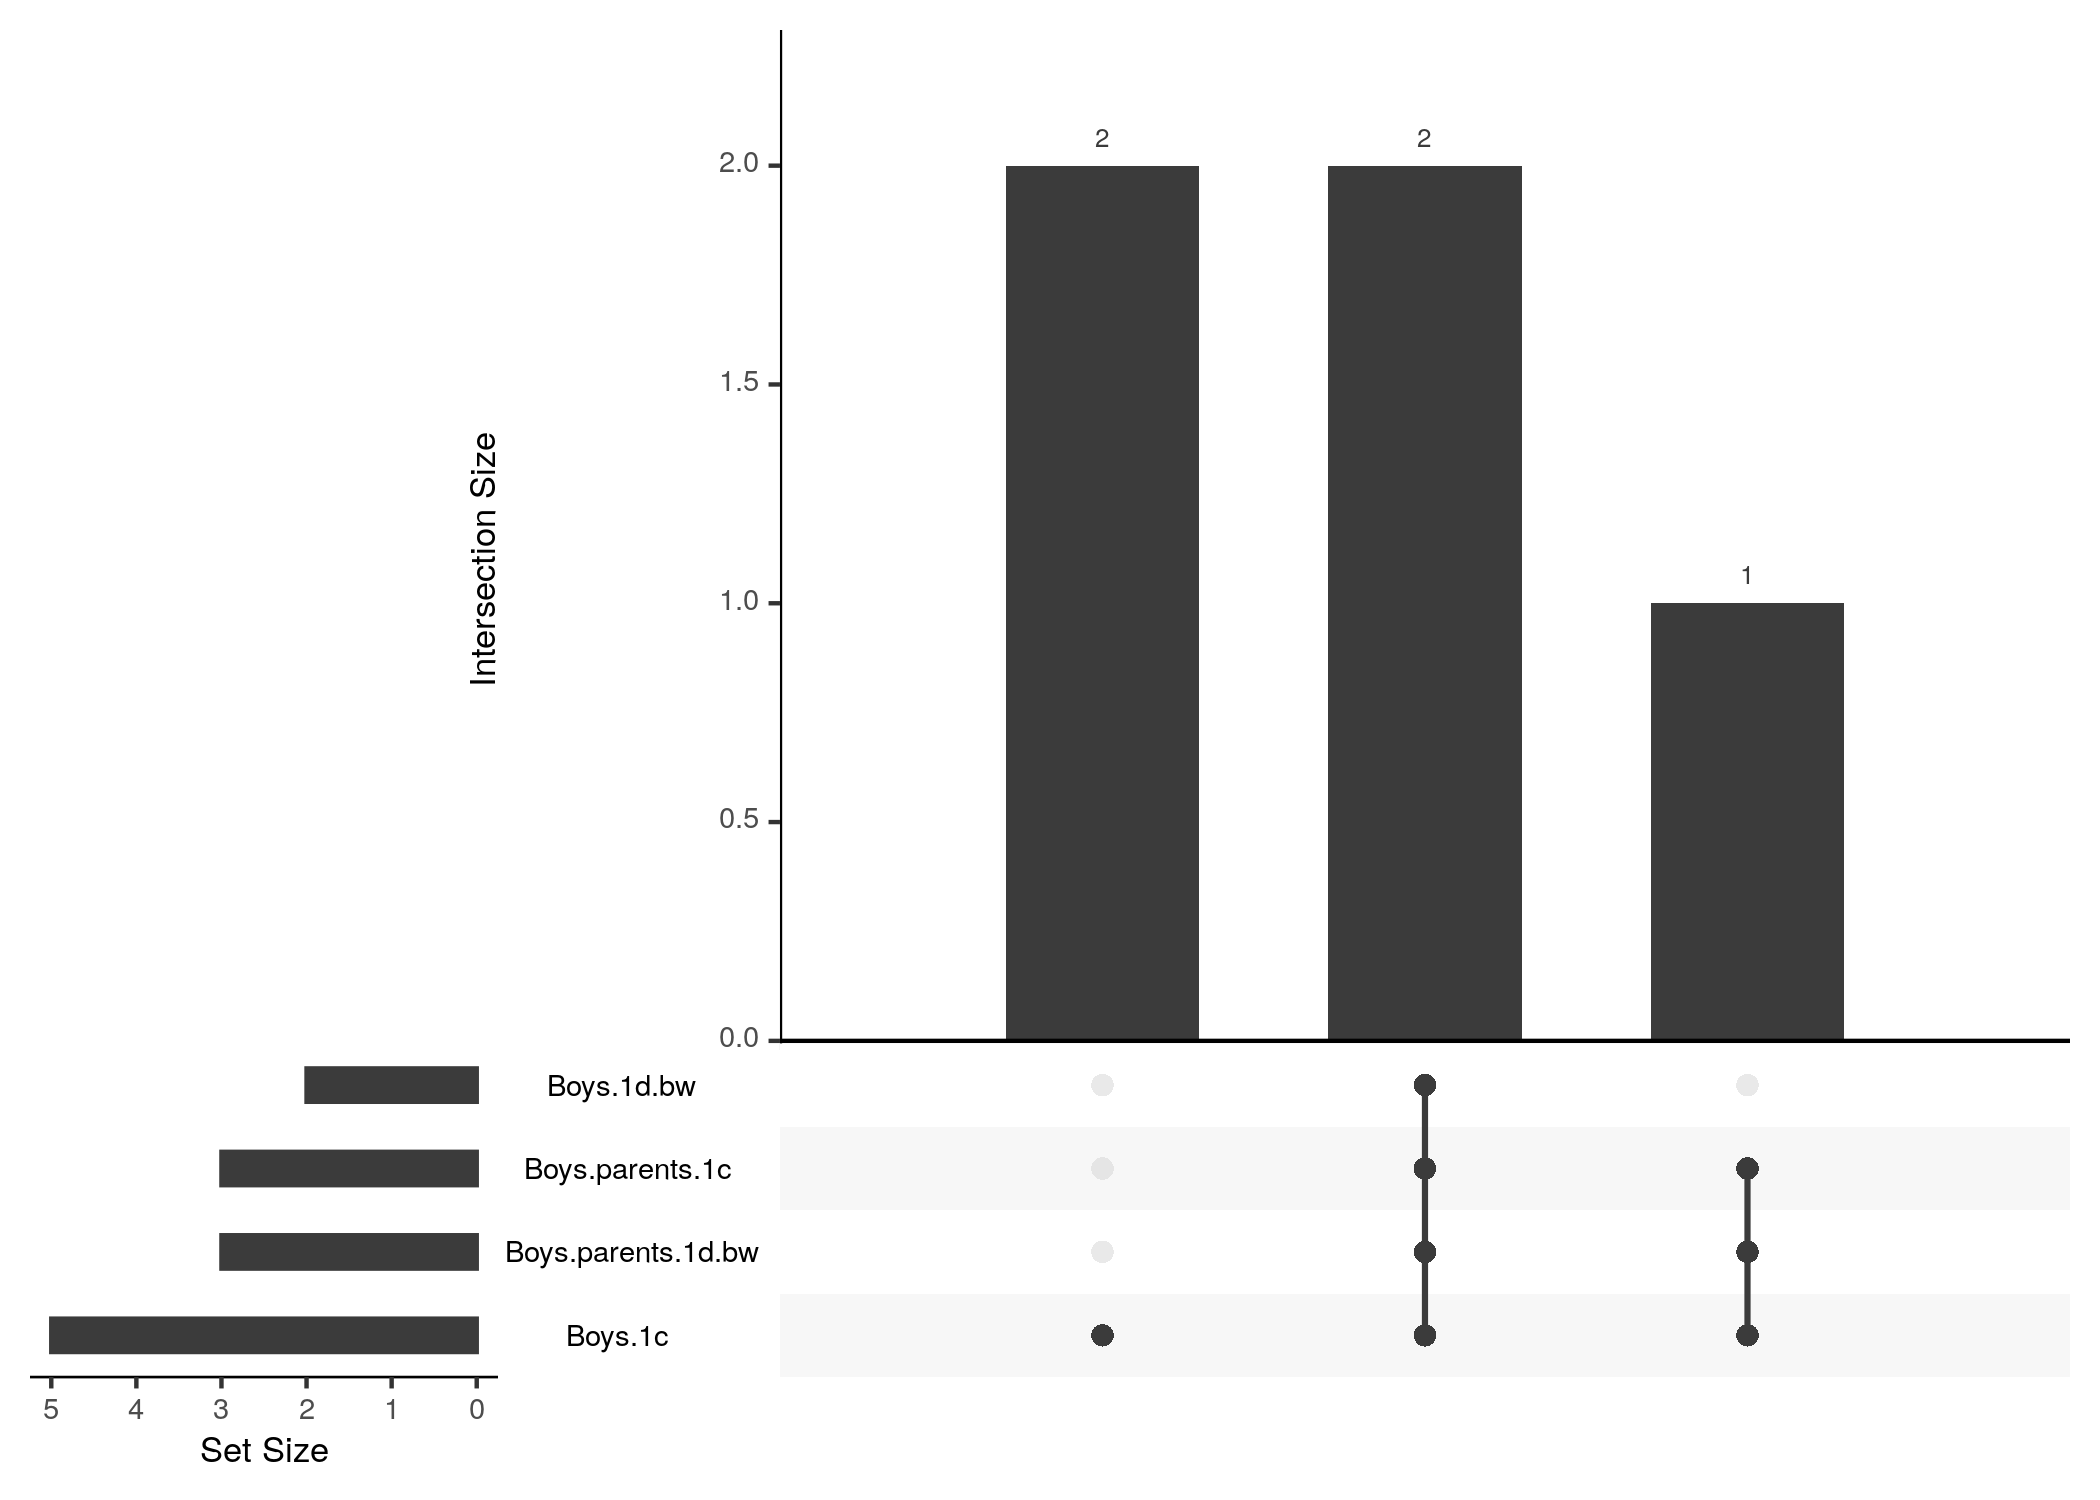 2 2
2.0
1.5
Intersection Size
1
1.0
0.5
0.0
Boys.1d.bw
Boys.parents.1c
Boys.parents.1d.bw
Boys.1c
5 4 3 2 1 0
Set Size